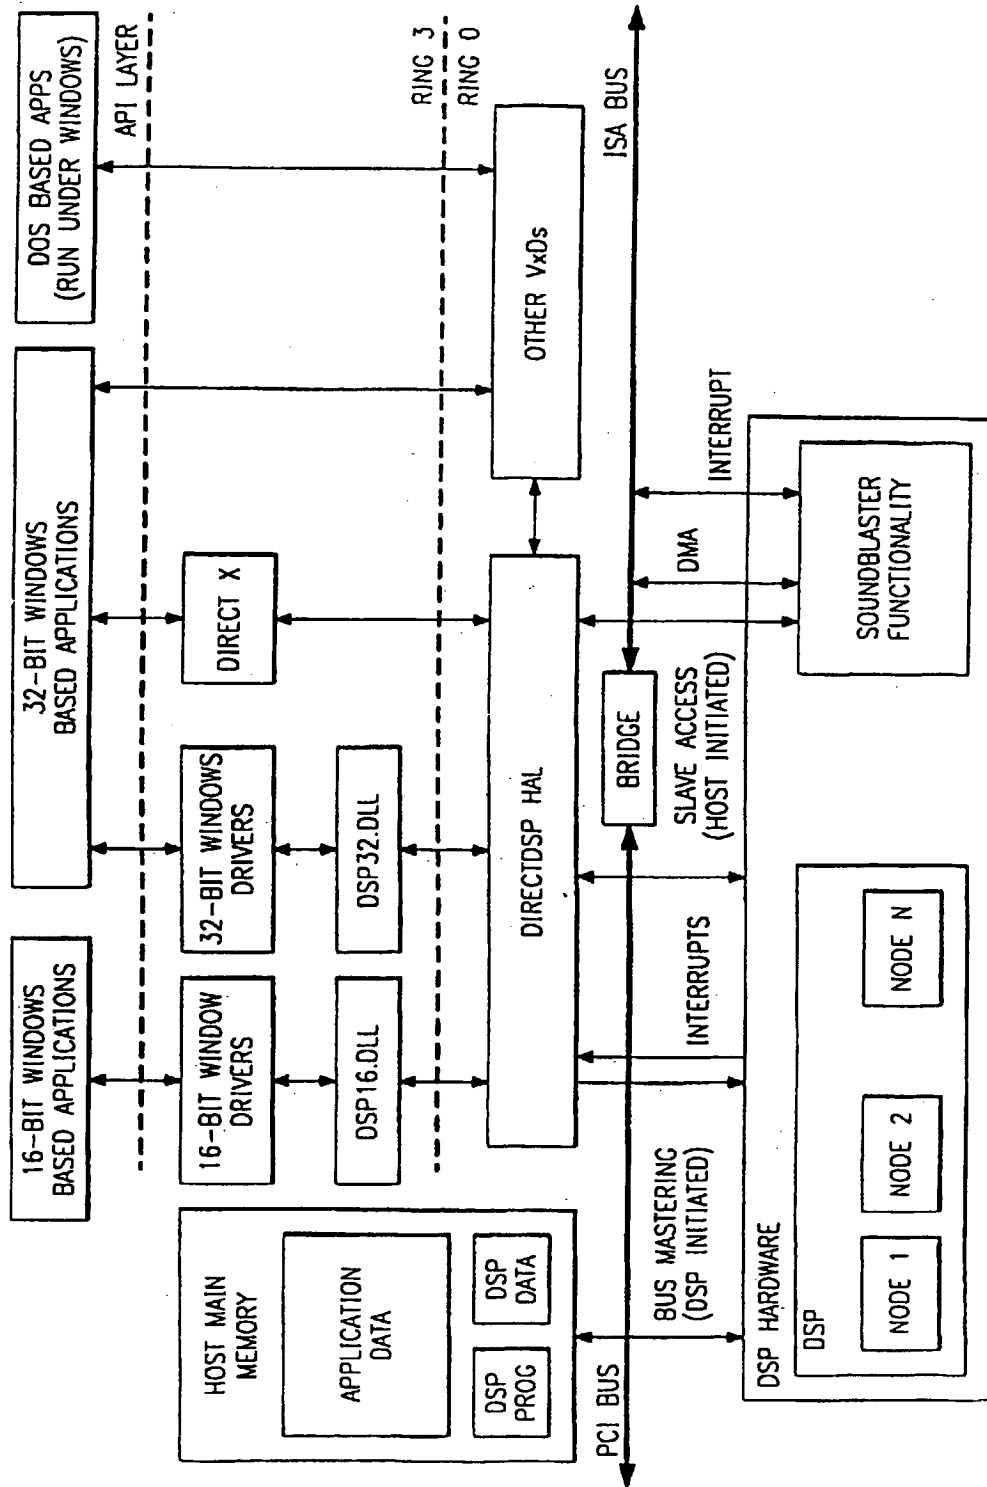 16-BIT WINDOWS
BASED APPLICATIONS
32-BIT WINDOWS
BASED APPLICATIONS
DOS BASED APPS
(RUN UNDER WINDOWS)
API LAYER
HOST MAIN
MEMORY
APPLICATION
DATA
DSP
PROG
DSP
DATA
16-BIT WINDOW
DRIVERS
32-BIT WINDOWS
DRIVERS
DIRECT X
DSP16.DLL
DSP32.DLL
RING 3
RING 0
DIRECTDSP HAL
OTHER VxDs
PCI BUS
BRIDGE
ISA BUS
BUS MASTERING
(DSP INITIATED)
INTERRUPTS
SLAVE ACCESS
(HOST INITIATED)
DMA
INTERRUPT
DSP HARDWARE
DSP
NODE 1
NODE 2
NODE N
SOUNDBLASTER
FUNCTIONALITY